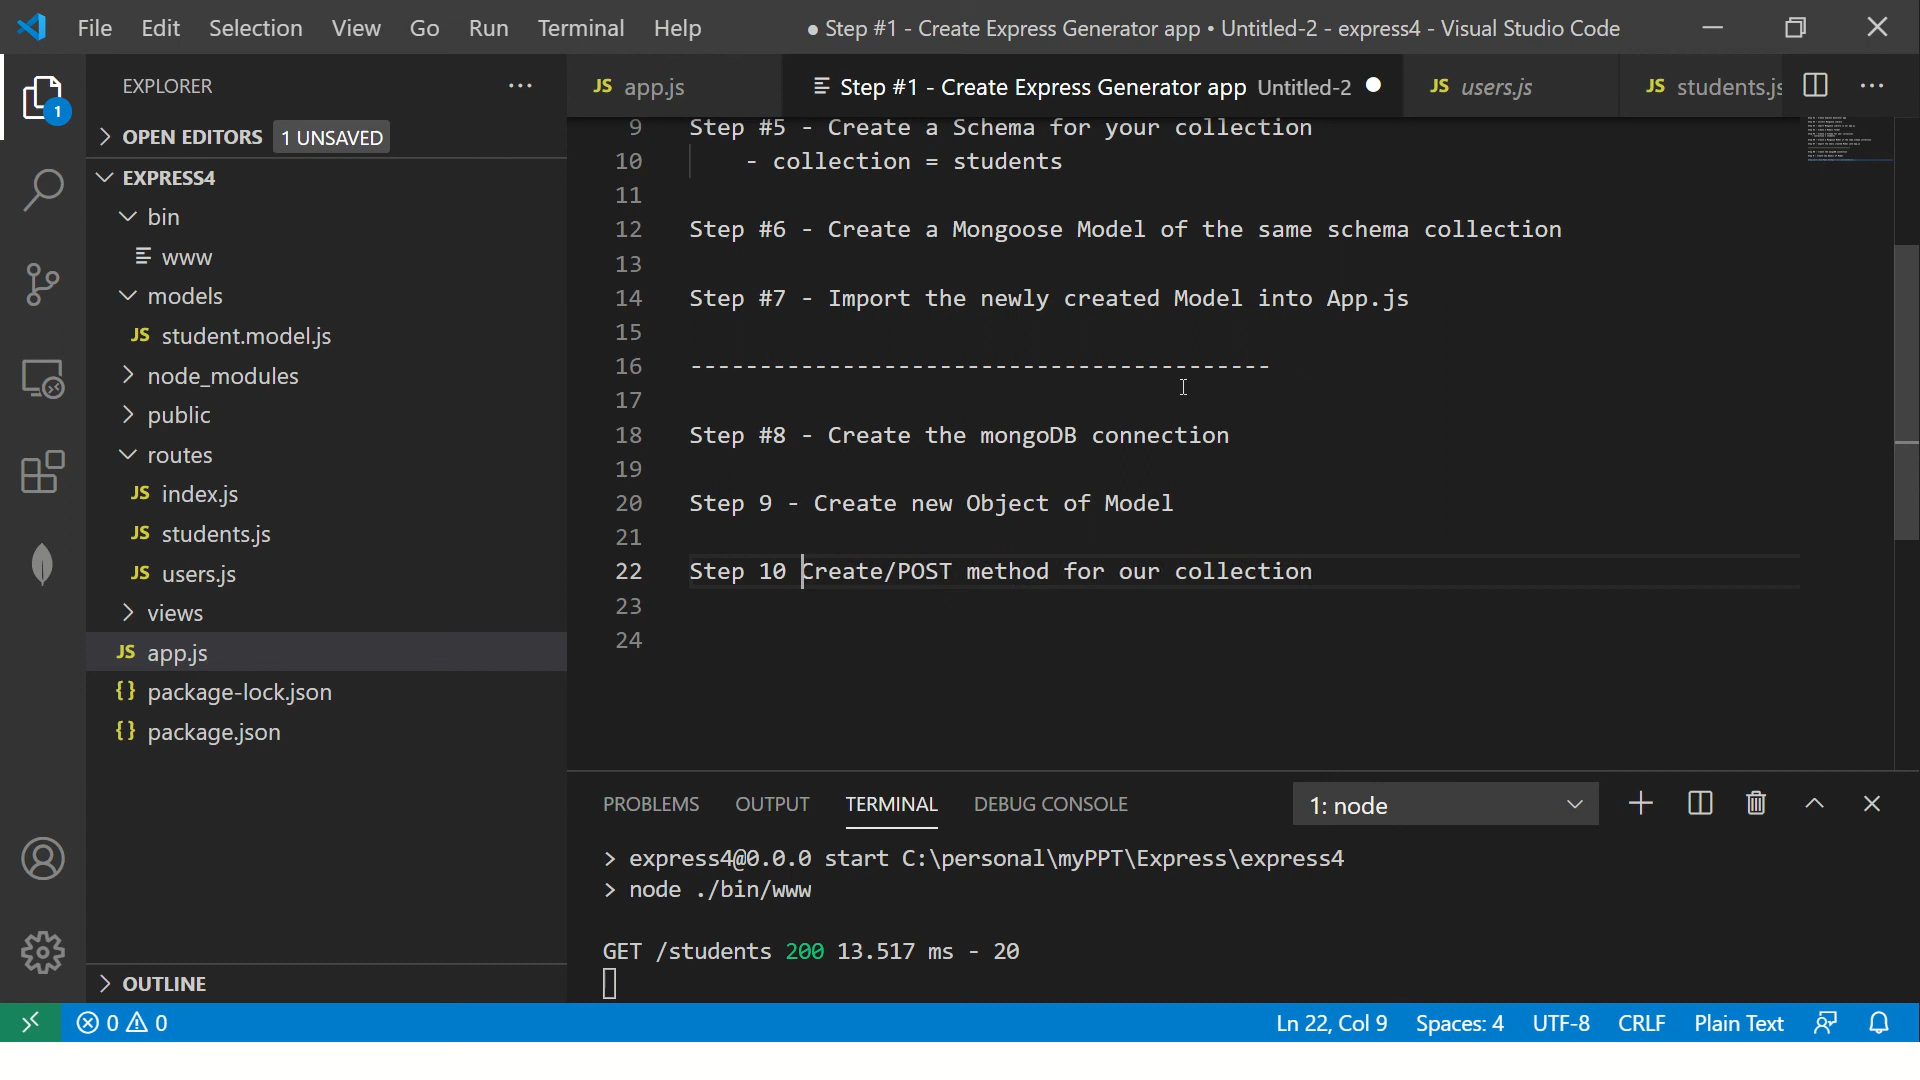 File Edit Selection View Go Run Terminal Help ● Step #1 - Create Express Generator app • Untitled-2 - express4 - Visual Studio Code
EXPLORER
JS app.js
Step #1 - Create Express Generator app Untitled-2
JS users.js
JS students.js
1
OPEN EDITORS 1 UNSAVED
EXPRESS4
bin
www
models
JS student.model.js
node_modules
public
routes
JS index.js
JS students.js
JS users.js
views
JS app.js
{} package-lock.json
{} package.json
OUTLINE
9 Step #5 - Create a Schema for your collection
10 - collection = students
11
12 Step #6 - Create a Mongoose Model of the same schema collection
13
14 Step #7 - Import the newly created Model into App.js
15
16 ------------------------------------------
17
18 Step #8 - Create the mongoDB connection
19
20 Step 9 - Create new Object of Model
21
22 Step 10 Create/POST method for our collection
23
24
PROBLEMS OUTPUT TERMINAL DEBUG CONSOLE 1: node
> express4@0.0.0 start C:\personal\myPPT\Express\express4
> node ./bin/www
GET /students 200 13.517 ms - 20
0 0 Ln 22, Col 9 Spaces: 4 UTF-8 CRLF Plain Text